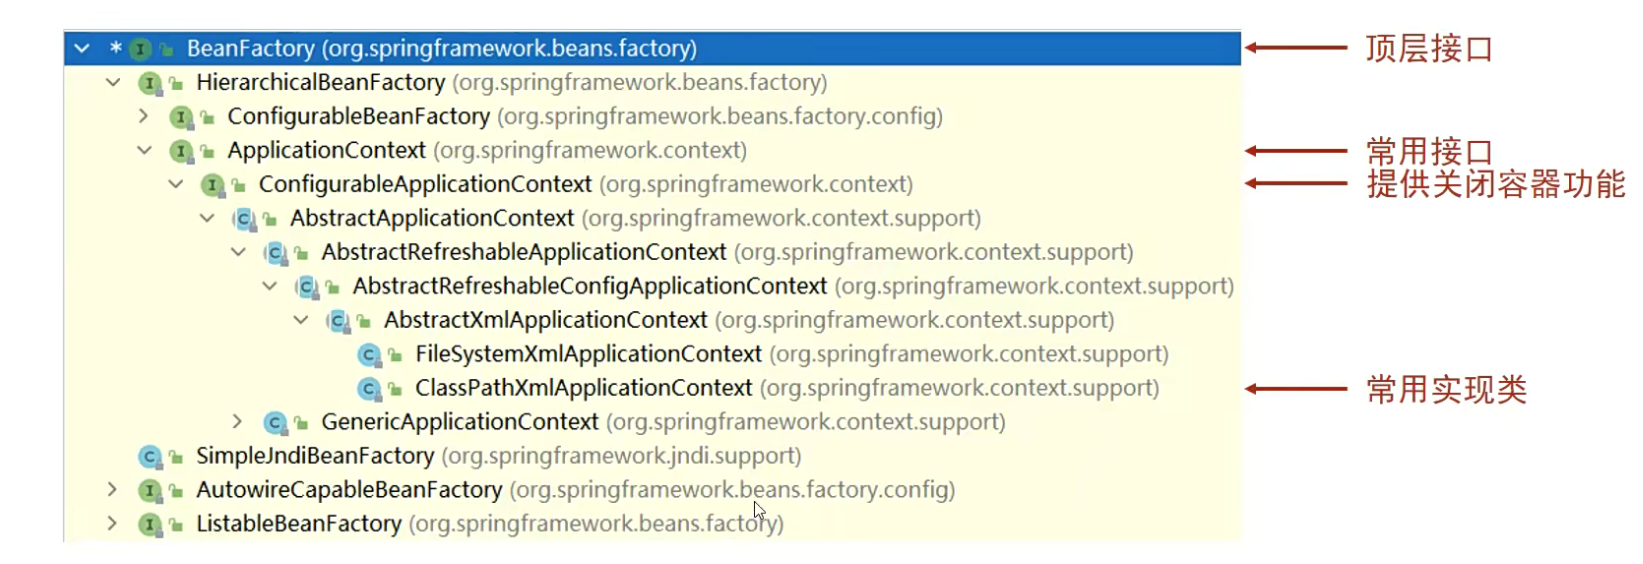 BeanFactory (org.springframework.beans.factory) 顶层接口
HierarchicalBeanFactory (org.springframework.beans.factory)
ConfigurableBeanFactory (org.springframework.beans.factory.config)
ApplicationContext (org.springframework.context) 常用接口
ConfigurableApplicationContext (org.springframework.context) 提供关闭容器功能
AbstractApplicationContext (org.springframework.context.support)
AbstractRefreshableApplicationContext (org.springframework.context.support)
AbstractRefreshableConfigApplicationContext (org.springframework.context.support)
AbstractXmlApplicationContext (org.springframework.context.support)
FileSystemXmlApplicationContext (org.springframework.context.support)
ClassPathXmlApplicationContext (org.springframework.context.support) 常用实现类
GenericApplicationContext (org.springframework.context.support)
SimpleJndiBeanFactory (org.springframework.jndi.support)
AutowireCapableBeanFactory (org.springframework.beans.factory.config)
ListableBeanFactory (org.springframework.beans.factory)